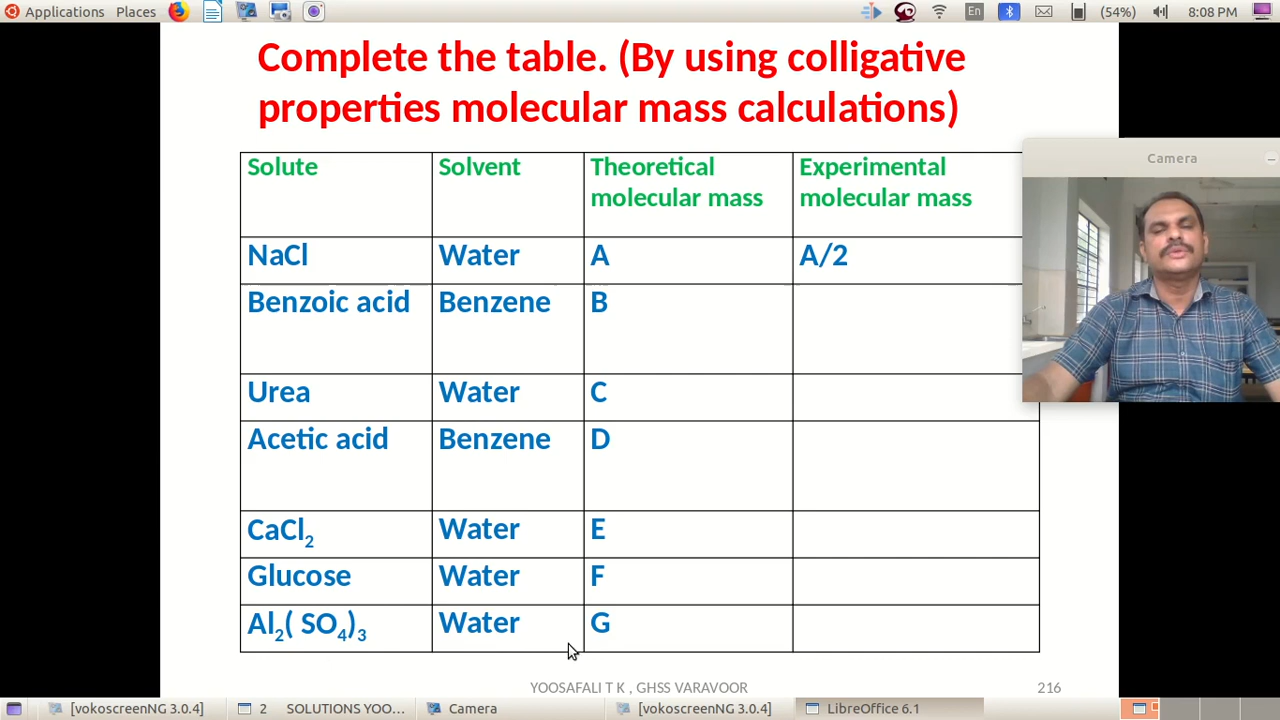 Applications Places En (54%) 8:08 PM
Complete the table. (By using colligative
properties molecular mass calculations)
Camera
Solute Solvent Theoretical molecular mass Experimental molecular mass
NaCl Water A A/2
Benzoic acid Benzene B
Urea Water C
Acetic acid Benzene D
CaCl₂ Water E
Glucose Water F
Al₂( SO₄)₃ Water G
YOOSAFALI T K , GHSS VARAVOOR 216
[vokoscreenNG 3.0.4] 2 SOLUTIONS YOO... Camera [vokoscreenNG 3.0.4] LibreOffice 6.1